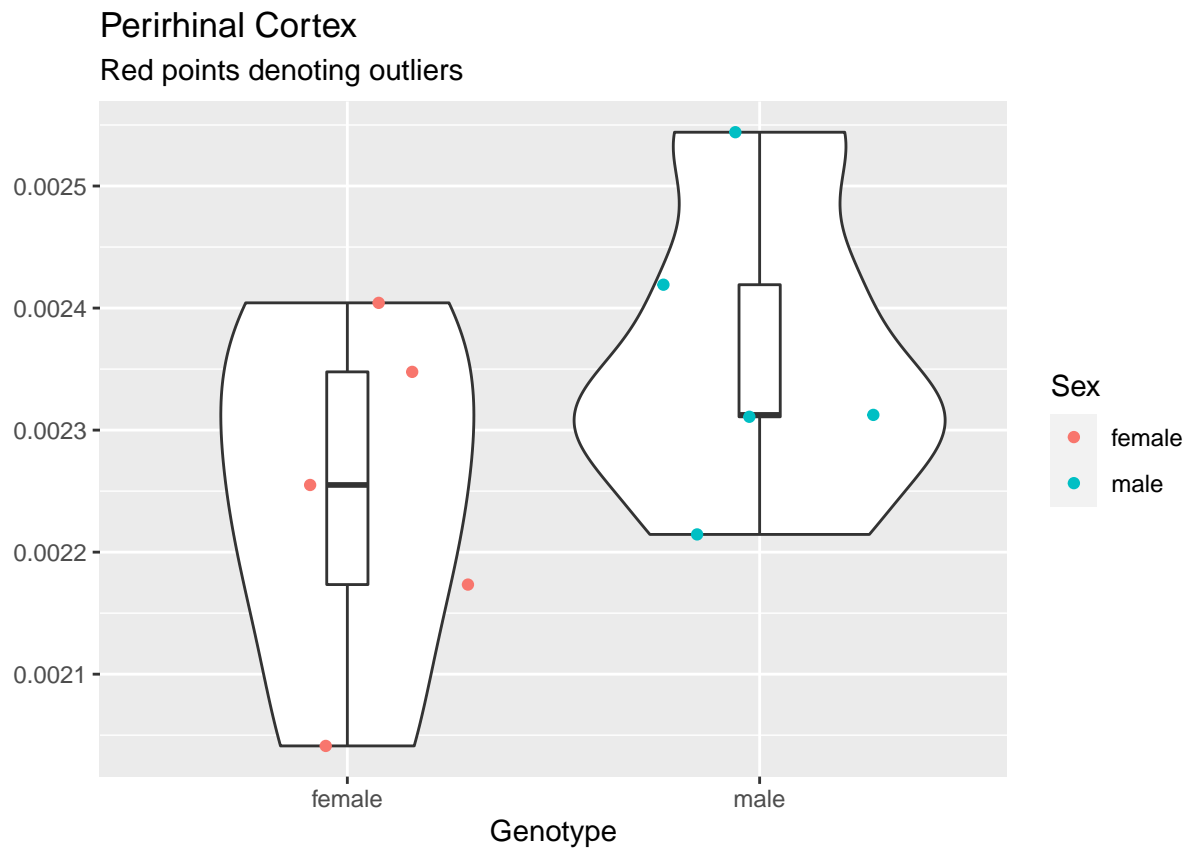 Perirhinal Cortex
Red points denoting outliers
0.0025
0.0024
0.0023
0.0022
0.0021
female
male
Genotype
Sex
female
male